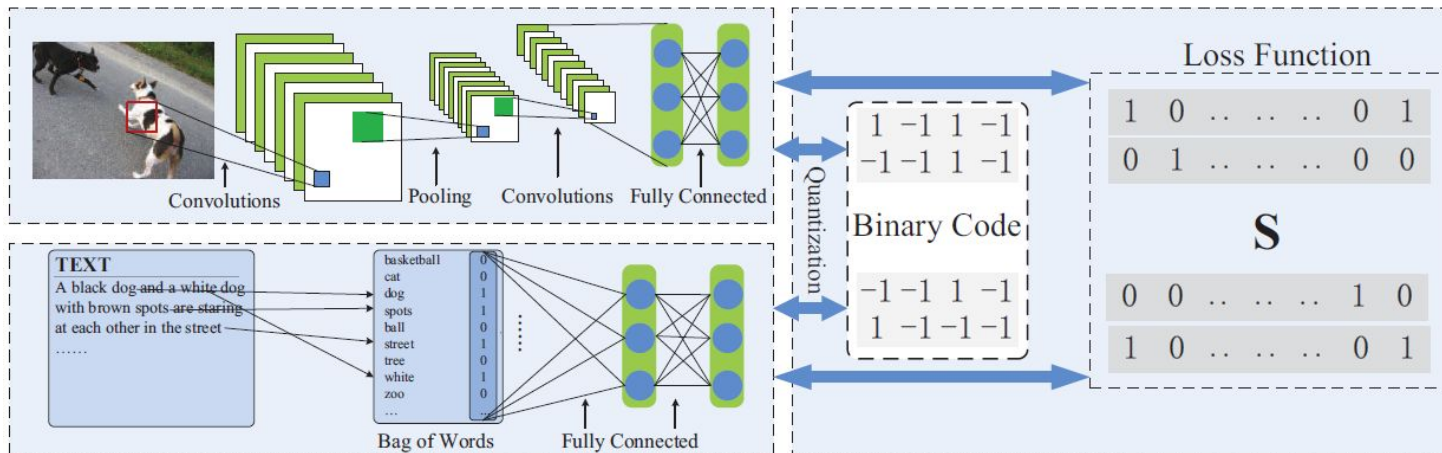 Convolutions
Pooling
Convolutions
Fully Connected
TEXT
A black dog and a white dog
with brown spots are staring
at each other in the street
......
basketball 0
cat 0
dog 1
spots 1
ball 0
street 1
tree 0
white 1
zoo 0
... ...
......
Bag of Words
Fully Connected
Quantization
1 -1 1 -1
-1 -1 1 -1
Binary Code
-1 -1 1 -1
1 -1 -1 -1
Loss Function
1 0 .. .. .. 0 1
0 1 .. .. .. 0 0
S
0 0 .. .. .. 1 0
1 0 .. .. .. 0 1